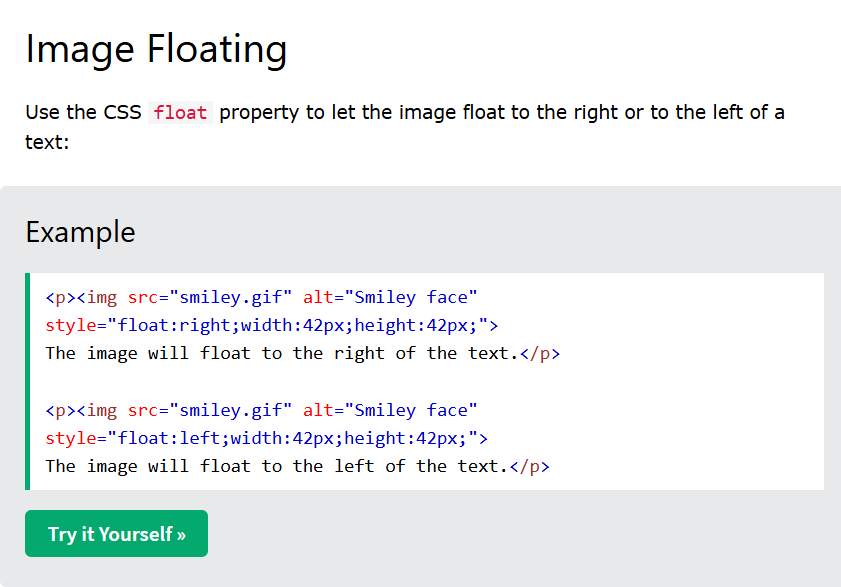 Image Floating
Use the CSS float property to let the image float to the right or to the left of a
text:
Example
<p><img src="smiley.gif" alt="Smiley face"
style="float:right;width:42px;height:42px;">
The image will float to the right of the text.</p>
<p><img src="smiley.gif" alt="Smiley face"
style="float:left;width:42px;height:42px;">
The image will float to the left of the text.</p>
Try it Yourself »